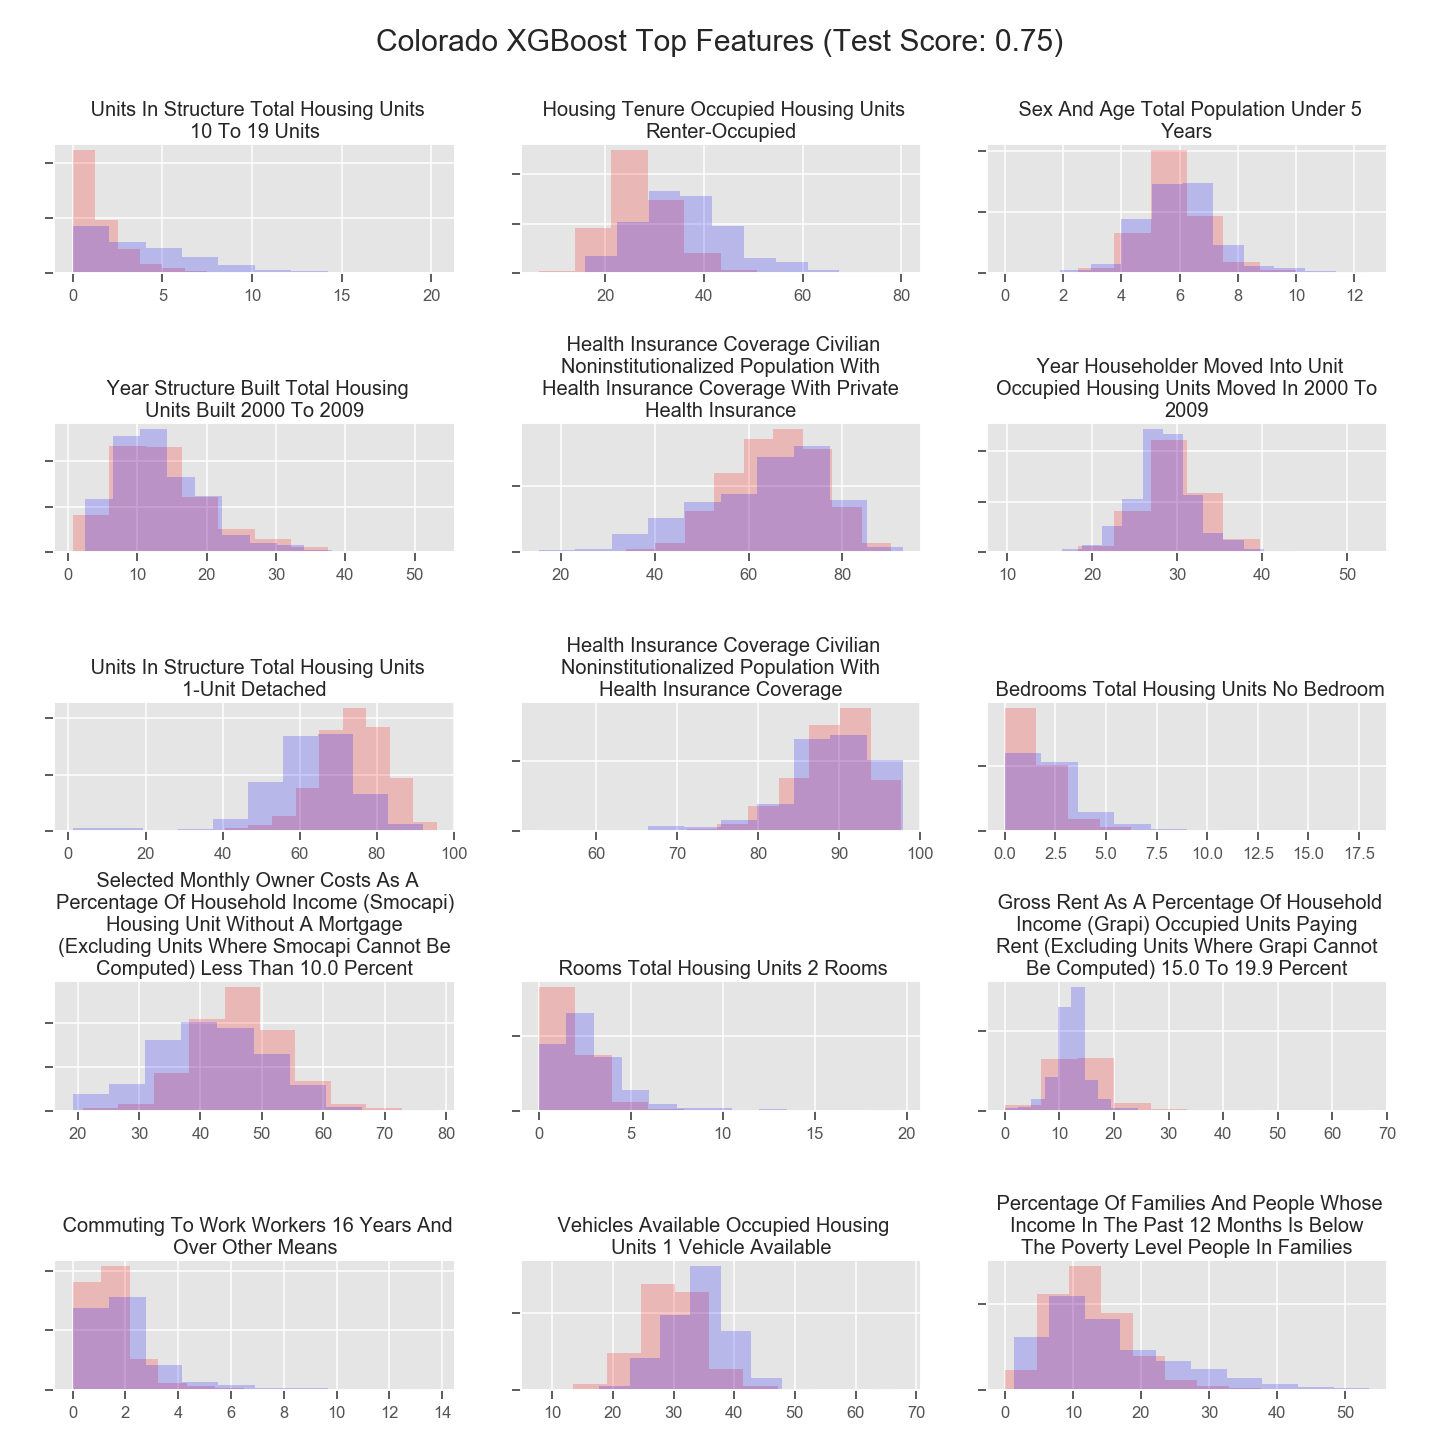 Colorado XGBoost Top Features (Test Score: 0.75)
Units In Structure Total Housing Units
10 To 19 Units
0 5 10 15 20
Housing Tenure Occupied Housing Units
Renter-Occupied
20 40 60 80
Sex And Age Total Population Under 5
Years
0 2 4 6 8 10 12
Year Structure Built Total Housing
Units Built 2000 To 2009
0 10 20 30 40 50
Health Insurance Coverage Civilian
Noninstitutionalized Population With
Health Insurance Coverage With Private
Health Insurance
20 40 60 80
Year Householder Moved Into Unit
Occupied Housing Units Moved In 2000 To
2009
10 20 30 40 50
Units In Structure Total Housing Units
1-Unit Detached
0 20 40 60 80 100
Health Insurance Coverage Civilian
Noninstitutionalized Population With
Health Insurance Coverage
60 70 80 90 100
Bedrooms Total Housing Units No Bedroom
0.0 2.5 5.0 7.5 10.0 12.5 15.0 17.5
Selected Monthly Owner Costs As A
Percentage Of Household Income (Smocapi)
Housing Unit Without A Mortgage
(Excluding Units Where Smocapi Cannot Be
Computed) Less Than 10.0 Percent
20 30 40 50 60 70 80
Rooms Total Housing Units 2 Rooms
0 5 10 15 20
Gross Rent As A Percentage Of Household
Income (Grapi) Occupied Units Paying
Rent (Excluding Units Where Grapi Cannot
Be Computed) 15.0 To 19.9 Percent
0 10 20 30 40 50 60 70
Commuting To Work Workers 16 Years And
Over Other Means
0 2 4 6 8 10 12 14
Vehicles Available Occupied Housing
Units 1 Vehicle Available
10 20 30 40 50 60 70
Percentage Of Families And People Whose
Income In The Past 12 Months Is Below
The Poverty Level People In Families
0 10 20 30 40 50